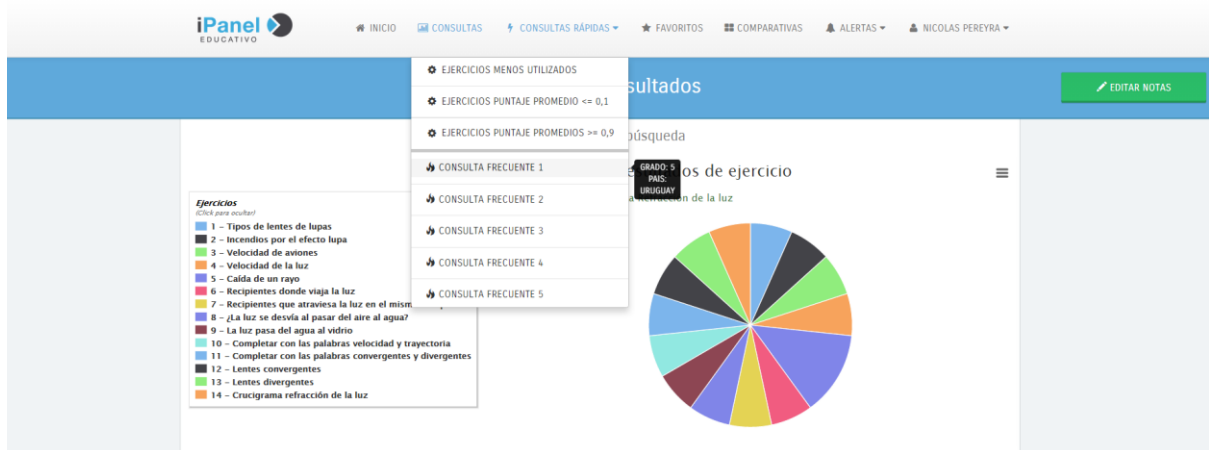 iPanel
EDUCATIVO
INICIO
CONSULTAS
CONSULTAS RÁPIDAS
FAVORITOS
COMPARATIVAS
ALERTAS
NICOLAS PEREYRA
EJERCICIOS MENOS UTILIZADOS
EJERCICIOS PUNTAJE PROMEDIO <= 0,1
EJERCICIOS PUNTAJE PROMEDIOS >= 0,9
CONSULTA FRECUENTE 1
CONSULTA FRECUENTE 2
CONSULTA FRECUENTE 3
CONSULTA FRECUENTE 4
CONSULTA FRECUENTE 5
sultados
EDITAR NOTAS
búsqueda
GRADO: 5
PAIS:
URUGUAY
os de ejercicio
de la luz
Ejercicios
(Click para ocultar)
1 – Tipos de lentes de lupas
2 – Incendios por el efecto lupa
3 – Velocidad de aviones
4 – Velocidad de la luz
5 – Caída de un rayo
6 – Recipientes donde viaja la luz
7 – Recipientes que atraviesa la luz en el mism
8 – ¿La luz se desvía al pasar del aire al agua?
9 – La luz pasa del agua al vidrio
10 – Completar con las palabras velocidad y trayectoria
11 – Completar con las palabras convergentes y divergentes
12 – Lentes convergentes
13 – Lentes divergentes
14 – Crucigrama refracción de la luz